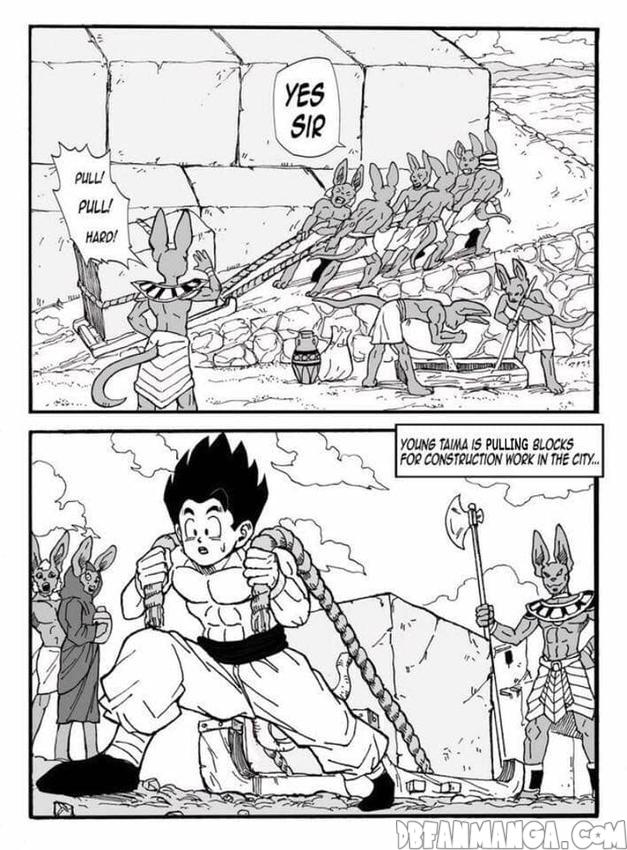 YES
SIR
PULL!
PULL!
HARD!
YOUNG TAIMA IS PULLING BLOCKS
FOR CONSTRUCTION WORK IN THE CITY...
DBFANMANGA.COM